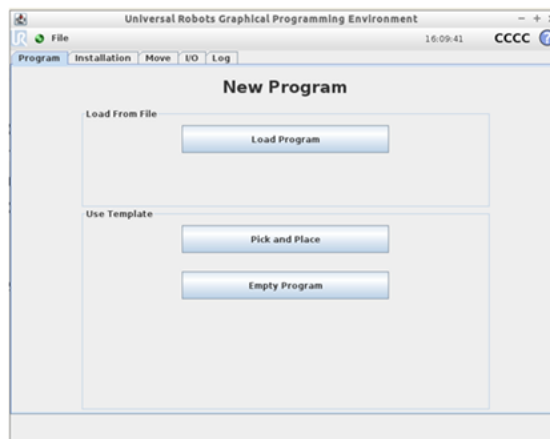 Universal Robots Graphical Programming Environment
File
16:09:41
CCCC
?
Program Installation Move I/O Log
New Program
Load From File
Load Program
Use Template
Pick and Place
Empty Program